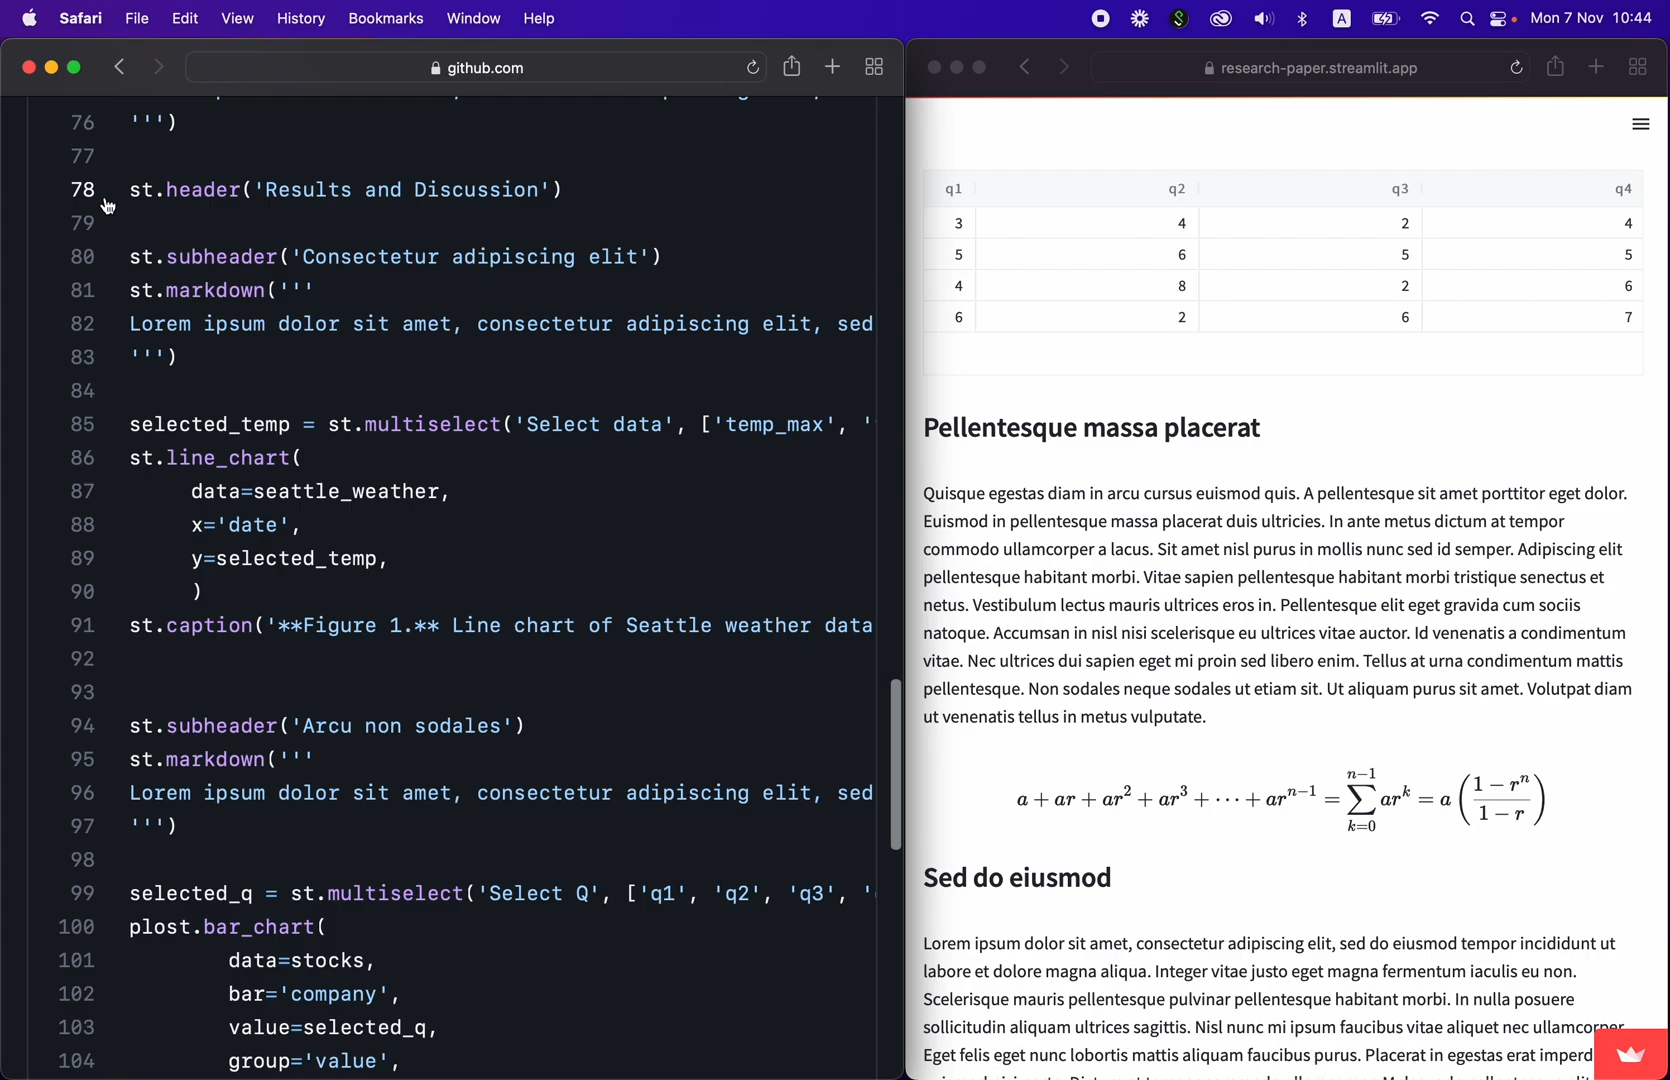 Safari File Edit View History Bookmarks Window Help A Mon 7 Nov 10:44
github.com
76 ''')
77
78 st.header('Results and Discussion')
79
80 st.subheader('Consectetur adipiscing elit')
81 st.markdown('''
82 Lorem ipsum dolor sit amet, consectetur adipiscing elit, sed
83 ''')
84
85 selected_temp = st.multiselect('Select data', ['temp_max', '
86 st.line_chart(
87 data=seattle_weather,
88 x='date',
89 y=selected_temp,
90 )
91 st.caption('**Figure 1.** Line chart of Seattle weather data
92
93
94 st.subheader('Arcu non sodales')
95 st.markdown('''
96 Lorem ipsum dolor sit amet, consectetur adipiscing elit, sed
97 ''')
98
99 selected_q = st.multiselect('Select Q', ['q1', 'q2', 'q3', '
100 plost.bar_chart(
101 data=stocks,
102 bar='company',
103 value=selected_q,
104 group='value',
research-paper.streamlit.app
q1 q2 q3 q4
3 4 2 4
5 6 5 5
4 8 2 6
6 2 6 7
Pellentesque massa placerat
Quisque egestas diam in arcu cursus euismod quis. A pellentesque sit amet porttitor eget dolor.
Euismod in pellentesque massa placerat duis ultricies. In ante metus dictum at tempor
commodo ullamcorper a lacus. Sit amet nisl purus in mollis nunc sed id semper. Adipiscing elit
pellentesque habitant morbi. Vitae sapien pellentesque habitant morbi tristique senectus et
netus. Vestibulum lectus mauris ultrices eros in. Pellentesque elit eget gravida cum sociis
natoque. Accumsan in nisl nisi scelerisque eu ultrices vitae auctor. Id venenatis a condimentum
vitae. Nec ultrices dui sapien eget mi proin sed libero enim. Tellus at urna condimentum mattis
pellentesque. Non sodales neque sodales ut etiam sit. Ut aliquam purus sit amet. Volutpat diam
ut venenatis tellus in metus vulputate.
a + ar + ar² + ar³ + ⋯ + arⁿ⁻¹ = ∑_{k=0}^{n−1} arᵏ = a ((1 − rⁿ)/(1 − r))
Sed do eiusmod
Lorem ipsum dolor sit amet, consectetur adipiscing elit, sed do eiusmod tempor incididunt ut
labore et dolore magna aliqua. Integer vitae justo eget magna fermentum iaculis eu non.
Scelerisque mauris pellentesque pulvinar pellentesque habitant morbi. In nulla posuere
sollicitudin aliquam ultrices sagittis. Nisl nunc mi ipsum faucibus vitae aliquet nec ullamcorper.
Eget felis eget nunc lobortis mattis aliquam faucibus purus. Placerat in egestas erat imperd